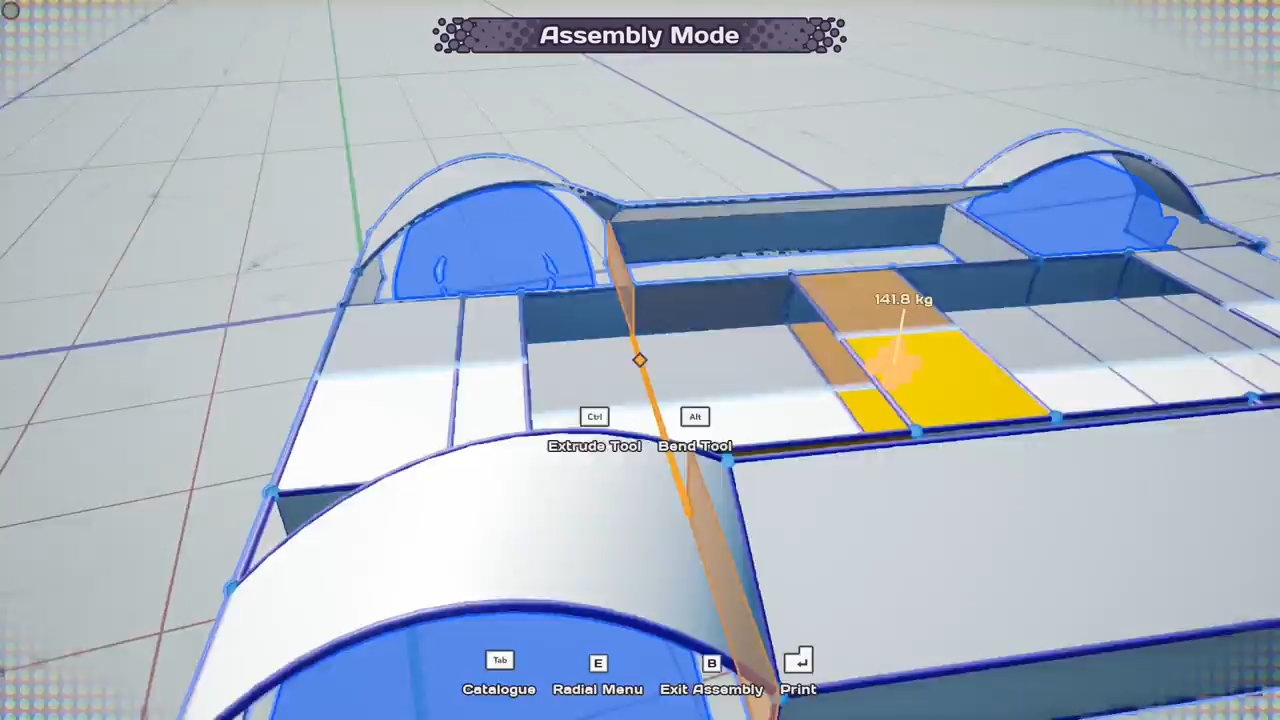 Assembly Mode
141.8 kg
Ctrl Alt
Extrude Tool Bend Tool
Tab E B
Catalogue Radial Menu Exit Assembly Print